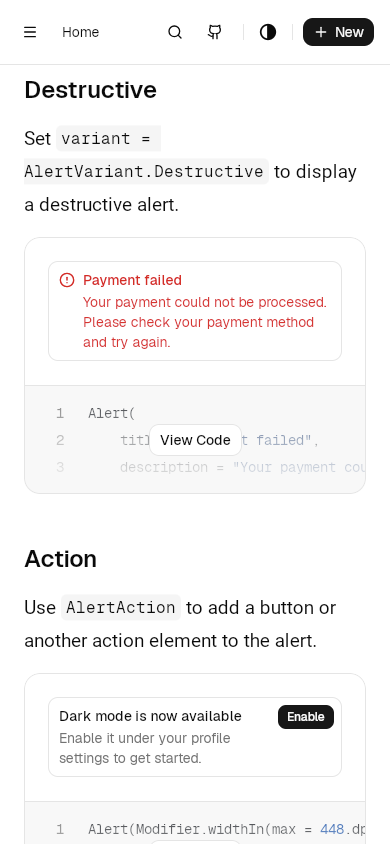 Home
New
Destructive
Set variant =
AlertVariant.Destructive to display
a destructive alert.
Payment failed
Your payment could not be processed.
Please check your payment method
and try again.
1 Alert(
2 titl
View Code
t failed",
3 description = "Your payment cou
Action
Use AlertAction to add a button or
another action element to the alert.
Dark mode is now available
Enable
Enable it under your profile
settings to get started.
1 Alert(Modifier.widthIn(max = 448.dp